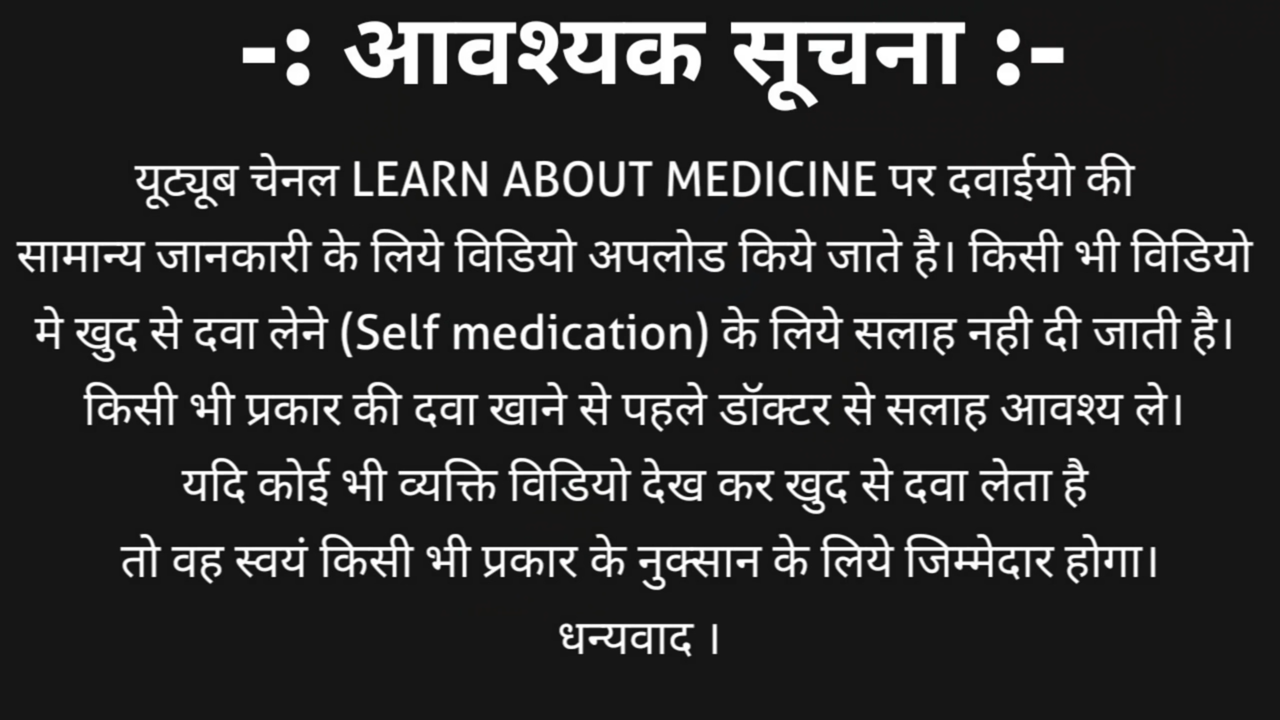 -: आवश्यक सूचना :-
यूट्यूब चेनल LEARN ABOUT MEDICINE पर दवाईयो की
सामान्य जानकारी के लिये विडियो अपलोड किये जाते है। किसी भी विडियो
मे खुद से दवा लेने (Self medication) के लिये सलाह नही दी जाती है।
किसी भी प्रकार की दवा खाने से पहले डॉक्टर से सलाह आवश्य ले।
यदि कोई भी व्यक्ति विडियो देख कर खुद से दवा लेता है
तो वह स्वयं किसी भी प्रकार के नुक्सान के लिये जिम्मेदार होगा।
धन्यवाद ।